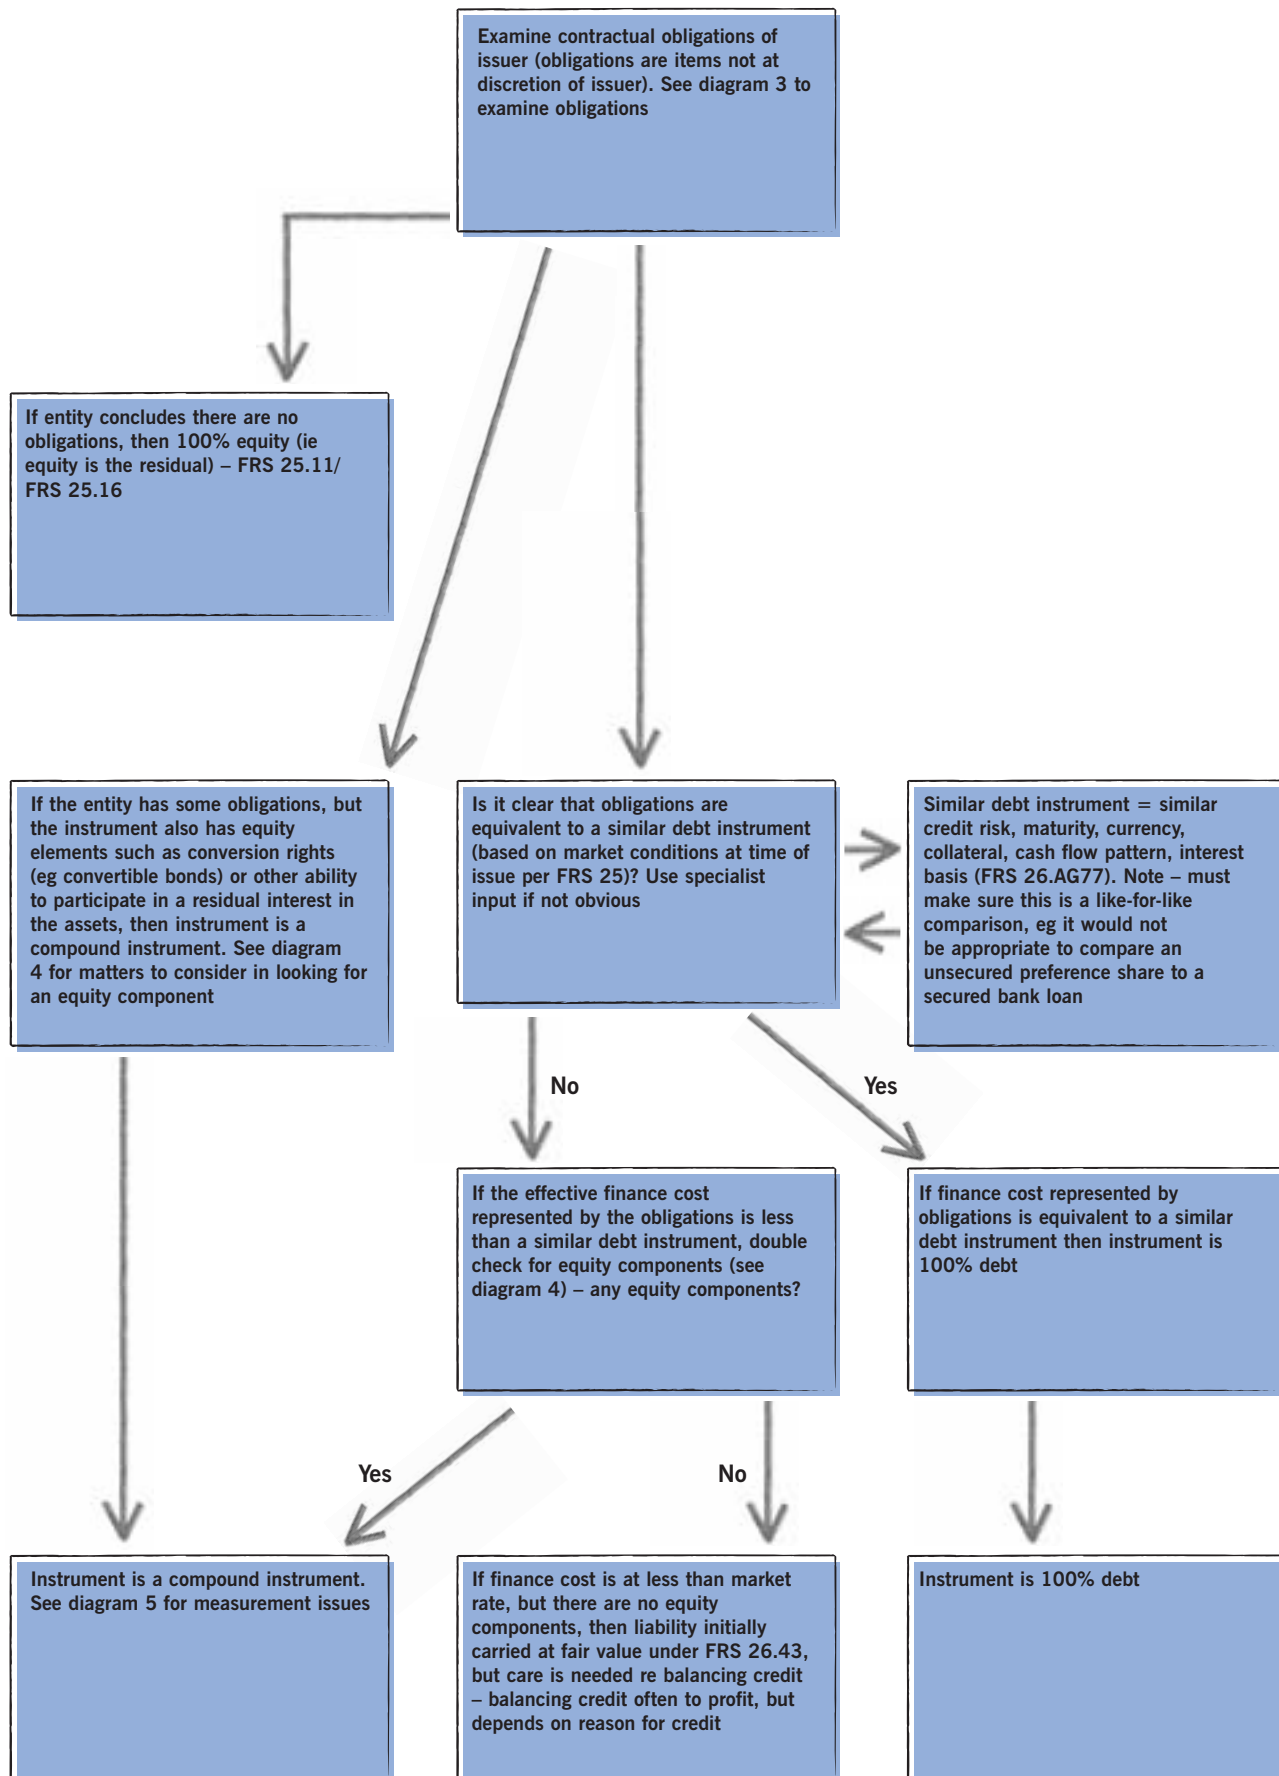 Examine contractual obligations of
issuer (obligations are items not at
discretion of issuer). See diagram 3 to
examine obligations
If entity concludes there are no
obligations, then 100% equity (ie
equity is the residual) – FRS 25.11/
FRS 25.16
If the entity has some obligations, but
the instrument also has equity
elements such as conversion rights
(eg convertible bonds) or other ability
to participate in a residual interest in
the assets, then instrument is a
compound instrument. See diagram
4 for matters to consider in looking for
an equity component
Is it clear that obligations are
equivalent to a similar debt instrument
(based on market conditions at time of
issue per FRS 25)? Use specialist
input if not obvious
Similar debt instrument = similar
credit risk, maturity, currency,
collateral, cash flow pattern, interest
basis (FRS 26.AG77). Note – must
make sure this is a like-for-like
comparison, eg it would not
be appropriate to compare an
unsecured preference share to a
secured bank loan
No
Yes
If the effective finance cost
represented by the obligations is less
than a similar debt instrument, double
check for equity components (see
diagram 4) – any equity components?
If finance cost represented by
obligations is equivalent to a similar
debt instrument then instrument is
100% debt
Yes
No
Instrument is a compound instrument.
See diagram 5 for measurement issues
If finance cost is at less than market
rate, but there are no equity
components, then liability initially
carried at fair value under FRS 26.43,
but care is needed re balancing credit
– balancing credit often to profit, but
depends on reason for credit
Instrument is 100% debt